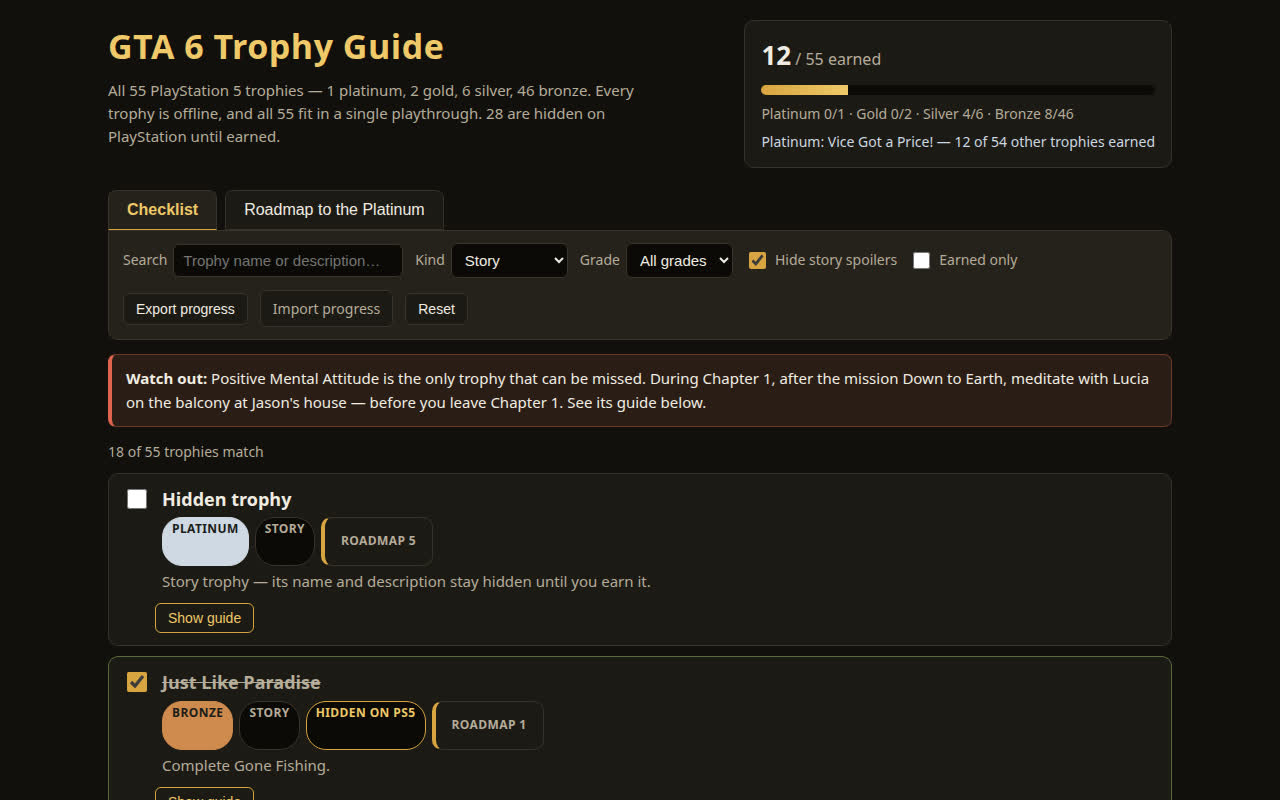 GTA 6 Trophy Guide
All 55 PlayStation 5 trophies — 1 platinum, 2 gold, 6 silver, 46 bronze. Every
trophy is offline, and all 55 fit in a single playthrough. 28 are hidden on
PlayStation until earned.
12 / 55 earned
Platinum 0/1 · Gold 0/2 · Silver 4/6 · Bronze 8/46
Platinum: Vice Got a Price! — 12 of 54 other trophies earned
Checklist
Roadmap to the Platinum
Search Trophy name or description… Kind Story Grade All grades Hide story spoilers Earned only
Export progress Import progress Reset
Watch out: Positive Mental Attitude is the only trophy that can be missed. During Chapter 1, after the mission Down to Earth, meditate with Lucia
on the balcony at Jason's house — before you leave Chapter 1. See its guide below.
18 of 55 trophies match
Hidden trophy
PLATINUM STORY ROADMAP 5
Story trophy — its name and description stay hidden until you earn it.
Show guide
Just Like Paradise
BRONZE STORY HIDDEN ON PS5 ROADMAP 1
Complete Gone Fishing.
Show guide